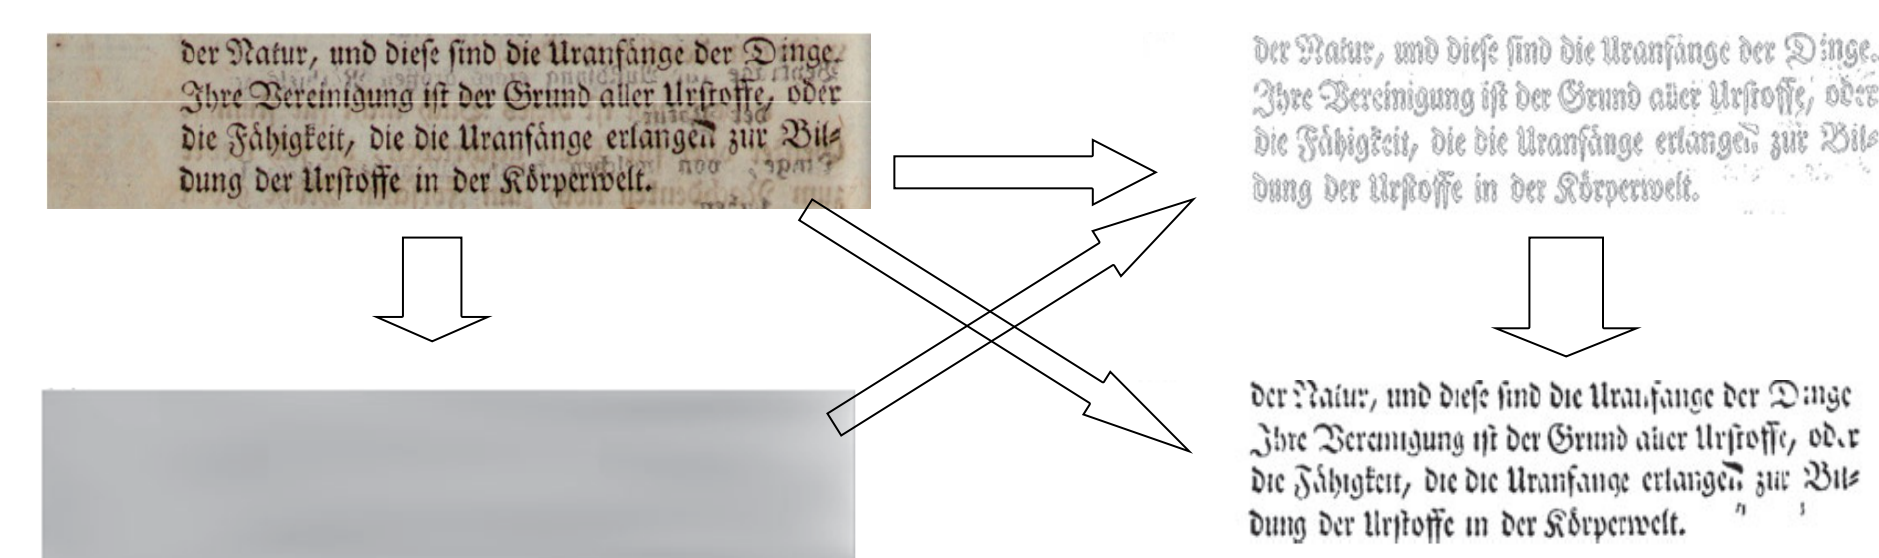 der Natur, und dieſe ſind die Uranfänge der Dinge.
Ihre Vereinigung iſt der Grund aller Urſtoffe, oder
die Fähigkeit, die die Uranfänge erlangen zur Bil⸗
dung der Urſtoffe in der Körperwelt.
der Natur, und dieſe ſind die Uranfänge der Dinge.
Ihre Vereinigung iſt der Grund aller Urſtoffe, oder
die Fähigkeit, die die Uranfänge erlangen zur Bil⸗
dung der Urſtoffe in der Körperwelt.
der Natur, und dieſe ſind die Uranfange der Dinge
Ihre Vereinigung iſt der Grund aller Urſtoffe, oder
die Fähigkeit, die die Uranfange erlangen zur Bil⸗
dung der Urſtoffe in der Körperwelt.